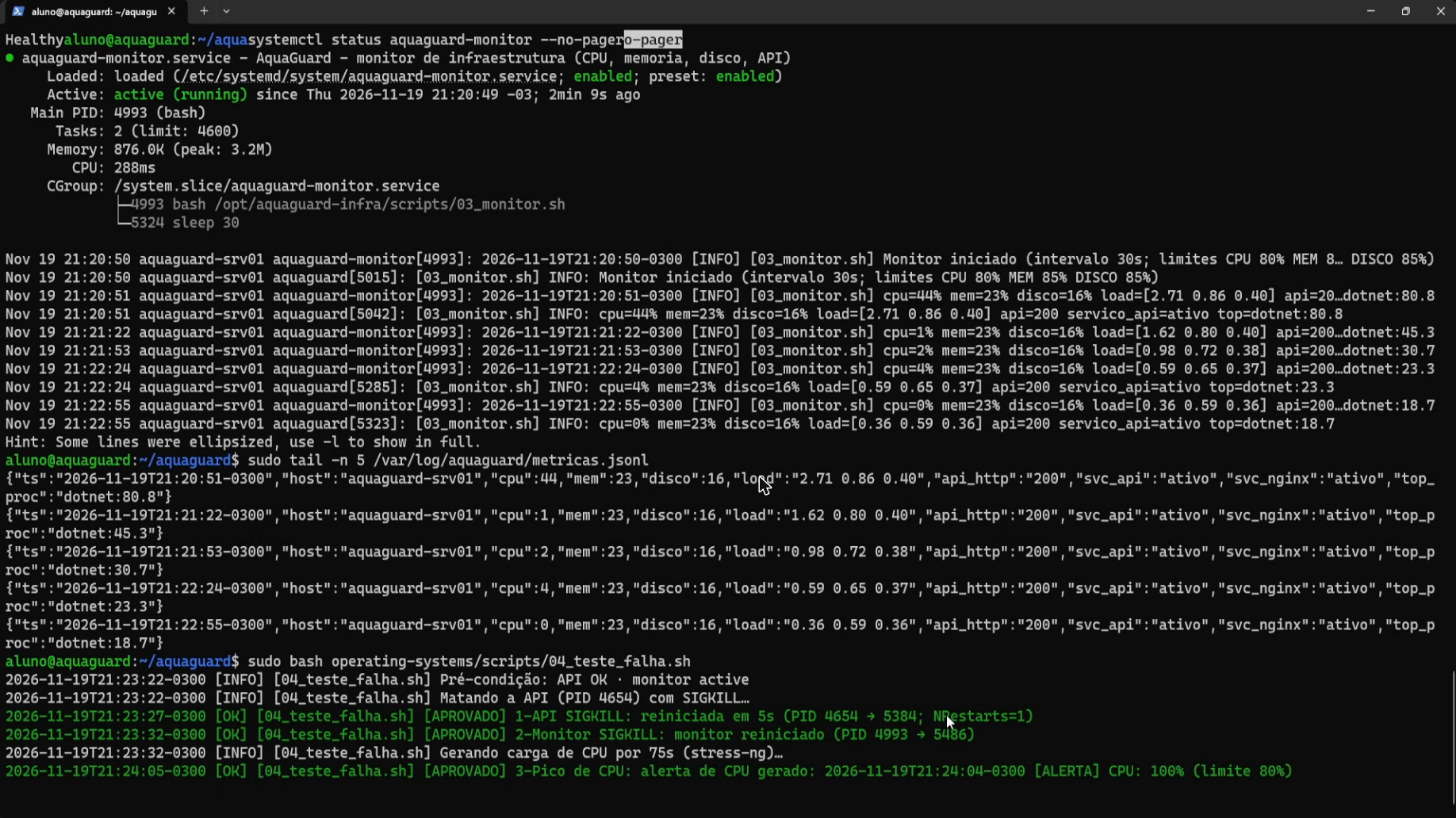 aluno@aquaguard: ~/aquagu
Healthyaluno@aquaguard:~/aquasystemctl status aquaguard-monitor --no-pagero-pager
● aquaguard-monitor.service - AquaGuard - monitor de infraestrutura (CPU, memoria, disco, API)
Loaded: loaded (/etc/systemd/system/aquaguard-monitor.service; enabled; preset: enabled)
Active: active (running) since Thu 2026-11-19 21:20:49 -03; 2min 9s ago
Main PID: 4993 (bash)
Tasks: 2 (limit: 4600)
Memory: 876.0K (peak: 3.2M)
CPU: 288ms
CGroup: /system.slice/aquaguard-monitor.service
├─4993 bash /opt/aquaguard-infra/scripts/03_monitor.sh
└─5324 sleep 30
Nov 19 21:20:50 aquaguard-srv01 aquaguard-monitor[4993]: 2026-11-19T21:20:50-0300 [INFO] [03_monitor.sh] Monitor iniciado (intervalo 30s; limites CPU 80% MEM 8… DISCO 85%)
Nov 19 21:20:50 aquaguard-srv01 aquaguard[5015]: [03_monitor.sh] INFO: Monitor iniciado (intervalo 30s; limites CPU 80% MEM 85% DISCO 85%)
Nov 19 21:20:51 aquaguard-srv01 aquaguard-monitor[4993]: 2026-11-19T21:20:51-0300 [INFO] [03_monitor.sh] cpu=44% mem=23% disco=16% load=[2.71 0.86 0.40] api=20…dotnet:80.8
Nov 19 21:20:51 aquaguard-srv01 aquaguard[5042]: [03_monitor.sh] INFO: cpu=44% mem=23% disco=16% load=[2.71 0.86 0.40] api=200 servico_api=ativo top=dotnet:80.8
Nov 19 21:21:22 aquaguard-srv01 aquaguard-monitor[4993]: 2026-11-19T21:21:22-0300 [INFO] [03_monitor.sh] cpu=1% mem=23% disco=16% load=[1.62 0.80 0.40] api=200…dotnet:45.3
Nov 19 21:21:53 aquaguard-srv01 aquaguard-monitor[4993]: 2026-11-19T21:21:53-0300 [INFO] [03_monitor.sh] cpu=2% mem=23% disco=16% load=[0.98 0.72 0.38] api=200…dotnet:30.7
Nov 19 21:22:24 aquaguard-srv01 aquaguard-monitor[4993]: 2026-11-19T21:22:24-0300 [INFO] [03_monitor.sh] cpu=4% mem=23% disco=16% load=[0.59 0.65 0.37] api=200…dotnet:23.3
Nov 19 21:22:24 aquaguard-srv01 aquaguard[5285]: [03_monitor.sh] INFO: cpu=4% mem=23% disco=16% load=[0.59 0.65 0.37] api=200 servico_api=ativo top=dotnet:23.3
Nov 19 21:22:55 aquaguard-srv01 aquaguard-monitor[4993]: 2026-11-19T21:22:55-0300 [INFO] [03_monitor.sh] cpu=0% mem=23% disco=16% load=[0.36 0.59 0.36] api=200…dotnet:18.7
Nov 19 21:22:55 aquaguard-srv01 aquaguard[5323]: [03_monitor.sh] INFO: cpu=0% mem=23% disco=16% load=[0.36 0.59 0.36] api=200 servico_api=ativo top=dotnet:18.7
Hint: Some lines were ellipsized, use -l to show in full.
aluno@aquaguard:~/aquaguard$ sudo tail -n 5 /var/log/aquaguard/metricas.jsonl
{"ts":"2026-11-19T21:20:51-0300","host":"aquaguard-srv01","cpu":44,"mem":23,"disco":16,"load":"2.71 0.86 0.40","api_http":"200","svc_api":"ativo","svc_nginx":"ativo","top_
proc":"dotnet:80.8"}
{"ts":"2026-11-19T21:21:22-0300","host":"aquaguard-srv01","cpu":1,"mem":23,"disco":16,"load":"1.62 0.80 0.40","api_http":"200","svc_api":"ativo","svc_nginx":"ativo","top_p
roc":"dotnet:45.3"}
{"ts":"2026-11-19T21:21:53-0300","host":"aquaguard-srv01","cpu":2,"mem":23,"disco":16,"load":"0.98 0.72 0.38","api_http":"200","svc_api":"ativo","svc_nginx":"ativo","top_p
roc":"dotnet:30.7"}
{"ts":"2026-11-19T21:22:24-0300","host":"aquaguard-srv01","cpu":4,"mem":23,"disco":16,"load":"0.59 0.65 0.37","api_http":"200","svc_api":"ativo","svc_nginx":"ativo","top_p
roc":"dotnet:23.3"}
{"ts":"2026-11-19T21:22:55-0300","host":"aquaguard-srv01","cpu":0,"mem":23,"disco":16,"load":"0.36 0.59 0.36","api_http":"200","svc_api":"ativo","svc_nginx":"ativo","top_p
roc":"dotnet:18.7"}
aluno@aquaguard:~/aquaguard$ sudo bash operating-systems/scripts/04_teste_falha.sh
2026-11-19T21:23:22-0300 [INFO] [04_teste_falha.sh] Pré-condição: API OK · monitor active
2026-11-19T21:23:22-0300 [INFO] [04_teste_falha.sh] Matando a API (PID 4654) com SIGKILL…
2026-11-19T21:23:27-0300 [OK] [04_teste_falha.sh] [APROVADO] 1-API SIGKILL: reiniciada em 5s (PID 4654 → 5384; NRestarts=1)
2026-11-19T21:23:32-0300 [OK] [04_teste_falha.sh] [APROVADO] 2-Monitor SIGKILL: monitor reiniciado (PID 4993 → 5486)
2026-11-19T21:23:32-0300 [INFO] [04_teste_falha.sh] Gerando carga de CPU por 75s (stress-ng)…
2026-11-19T21:24:05-0300 [OK] [04_teste_falha.sh] [APROVADO] 3-Pico de CPU: alerta de CPU gerado: 2026-11-19T21:24:04-0300 [ALERTA] CPU: 100% (limite 80%)